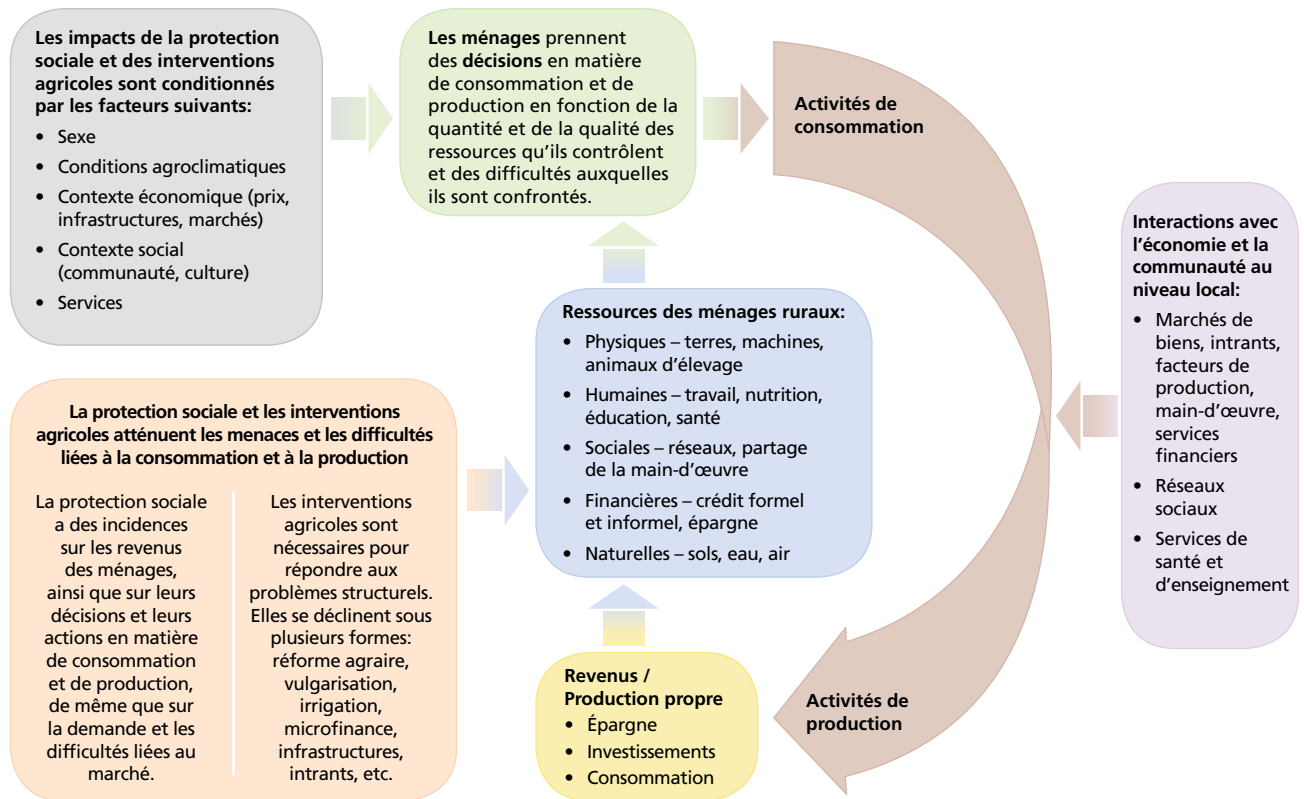 Les impacts de la protection
sociale et des interventions
agricoles sont conditionnés
par les facteurs suivants:
• Sexe
• Conditions agroclimatiques
• Contexte économique (prix,
infrastructures, marchés)
• Contexte social
(communauté, culture)
• Services
Les ménages prennent
des décisions en matière
de consommation et de
production en fonction de la
quantité et de la qualité des
ressources qu'ils contrôlent
et des difficultés auxquelles
ils sont confrontés.
Activités de
consommation
Interactions avec
l'économie et la
communauté au
niveau local:
• Marchés de
biens, intrants,
facteurs de
production,
main-d'œuvre,
services
financiers
• Réseaux
sociaux
• Services de
santé et
d'enseignement
Ressources des ménages ruraux:
• Physiques – terres, machines,
animaux d'élevage
• Humaines – travail, nutrition,
éducation, santé
• Sociales – réseaux, partage
de la main-d'œuvre
• Financières – crédit formel
et informel, épargne
• Naturelles – sols, eau, air
La protection sociale et les interventions
agricoles atténuent les menaces et les difficultés
liées à la consommation et à la production
La protection sociale
a des incidences
sur les revenus
des ménages,
ainsi que sur leurs
décisions et leurs
actions en matière
de consommation
et de production,
de même que sur
la demande et les
difficultés liées au
marché.
Les interventions
agricoles sont
nécessaires pour
répondre aux
problèmes structurels.
Elles se déclinent sous
plusieurs formes:
réforme agraire,
vulgarisation,
irrigation,
microfinance,
infrastructures,
intrants, etc.
Revenus /
Production propre
• Épargne
• Investissements
• Consommation
Activités de
production